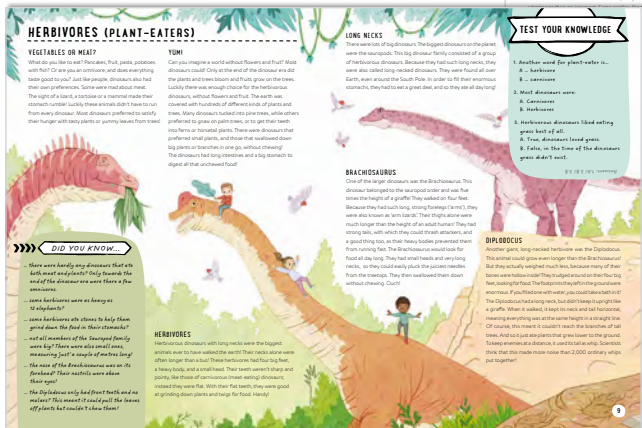 HERBIVORES (PLANT-EATERS)
VEGETABLES OR MEAT?
What do you like to eat? Pancakes, fruit, pasta, potatoes
with fish? Or are you an omnivore, and does everything
taste good to you? Just like people, dinosaurs also had
their own preferences. Some were mad about meat.
The sight of a lizard, a tortoise or a mammal made their
stomach rumble! Luckily these animals didn't have to run
from every dinosaur. Most dinosaurs preferred to satisfy
their hunger with tasty plants or yummy leaves from trees!
YUM!
Can you imagine a world without flowers and fruit? Most
dinosaurs could! Only at the end of the dinosaur era did
the plants and trees bloom and fruits grow on the trees.
Luckily there was enough choice for the herbivorous
dinosaurs, without flowers and fruit. The earth was
covered with hundreds of different kinds of plants and
trees. Many dinosaurs tucked into pine trees, while others
preferred to gnaw on palm trees, or to get their teeth
into ferns or horsetail plants. There were dinosaurs that
preferred small plants, and those that swallowed down
big plants or branches in one go, without chewing!
The dinosaurs had long intestines and a big stomach to
digest all that unchewed food!
LONG NECKS
There were lots of big dinosaurs. The biggest dinosaurs on the planet
were the sauropods. This big dinosaur family consisted of a group
of herbivorous dinosaurs. Because they had such long necks, they
were also called long-necked dinosaurs. They were found all over
Earth, even around the South Pole. In order to fill their enormous
stomachs, they had to eat a great deal, and so they ate all day long!
BRACHIOSAURUS
One of the larger dinosaurs was the Brachiosaurus. This
dinosaur belonged to the sauropod order and was five
times the height of a giraffe! They walked on four feet.
Because they had such long, strong forelegs ('arms'), they
were also known as 'arm lizards'. Their thighs alone were
much longer than the height of an adult human! They had
strong tails, with which they could thrash attackers, and
a good thing too, as their heavy bodies prevented them
from running fast. The Brachiosaurus would look for
food all day long. They had small heads and very long
necks, so they could easily pluck the juiciest needles
from the treetops. They then swallowed them down
without chewing. Ouch!
TEST YOUR KNOWLEDGE
1. Another word for plant-eater is...
A ... herbivore
B ... carnivore
2. Most dinosaurs were:
A. Carnivores
B. Herbivores
3. Herbivorous dinosaurs liked eating
grass best of all.
A. True, dinosaurs loved grass.
B. False, in the time of the dinosaurs
grass didn't exist.
DIPLODOCUS
Another giant, long-necked herbivore was the Diplodocus.
This animal could grow even longer than the Brachiosaurus!
But they actually weighed much less, because many of their
bones were hollow inside! They trudged around on their four big
feet, looking for food. The footprints they left in the ground were
enormous. If you filled one with water, you could take a bath in it!
The Diplodocus had a long neck, but didn't keep it upright like
a giraffe. When it walked, it kept its neck and tail horizontal,
meaning everything was at the same height in a straight line.
Of course, this meant it couldn't reach the branches of tall
trees. And so it just ate plants that grew lower to the ground.
To keep enemies at a distance, it used its tail as whip. Scientists
think that this made more noise than 2,000 ordinary whips
put together!
DID YOU KNOW...
... there were hardly any dinosaurs that ate
both meat and plants? Only towards the
end of the dinosaur era were there a few
omnivores.
... some herbivores were as heavy as
12 elephants?
... some herbivores ate stones to help them
grind down the food in their stomachs?
... not all members of the Sauropod family
were big? There were also small ones,
measuring 'just' a couple of metres long!
... the nose of the Brachiosaurus was on its
forehead? Their nostrils were above
their eyes!
... the Diplodocus only had front teeth and no
molars? This meant it could pull the leaves
off plants but couldn't chew them!
HERBIVORES
Herbivorous dinosaurs with long necks were the biggest
animals ever to have walked the earth! Their necks alone were
often longer than a bus! These herbivores had four big feet,
a heavy body, and a small head. Their teeth weren't sharp and
pointy, like those of carnivorous (meat-eating) dinosaurs,
instead they were flat. With their flat teeth, they were good
at grinding down plants and twigs for food. Handy!
9